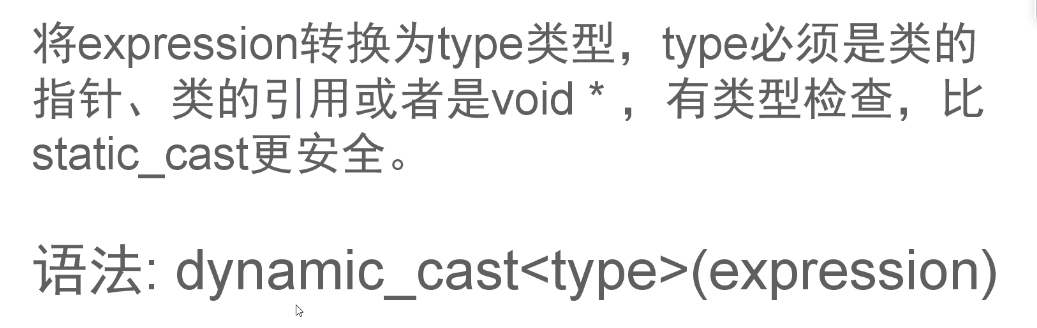 将expression转换为type类型，type必须是类的
指针、类的引用或者是void * ，有类型检查，比
static_cast更安全。
语法: dynamic_cast<type>(expression)